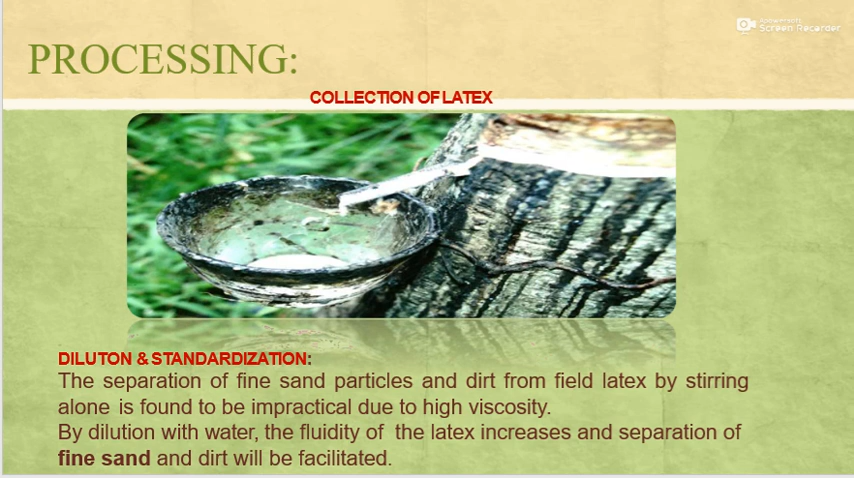 Apowersoft
Screen Recorder
PROCESSING:
COLLECTION OF LATEX
DILUTON & STANDARDIZATION:
The separation of fine sand particles and dirt from field latex by stirring
alone is found to be impractical due to high viscosity.
By dilution with water, the fluidity of the latex increases and separation of
fine sand and dirt will be facilitated.